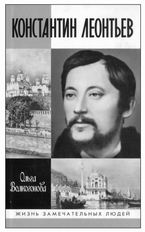 КОНСТАНТИН ЛЕОНТЬЕВ
Ольга
Волкогонова
ЖИЗНЬ ЗАМЕЧАТЕЛЬНЫХ ЛЮДЕЙ